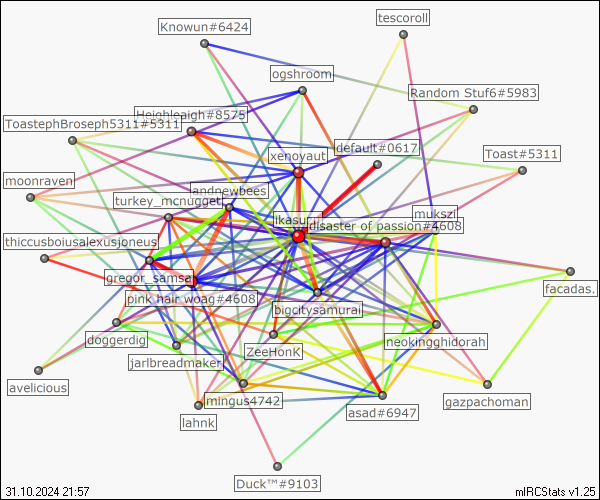 tescoroll
Knowun#6424
ogshroom
Random Stuf6#5983
Heighleaigh#8575
ToastephBroseph5311#5311
default#0617
xenoyaut
Toast#5311
moonraven
andnewbees
turkey_mcnugget
mukszi
ikasur
disaster of passion#4608
thiccusboiusalexusjoneus
gregor_samsa
facadas.
pink hair woag#4608
bigcitysamurai
doggerdig
neokingghidorah
ZeeHonk
jarlbreadmaker
avelicious
mingus4742
gazpachoman
asad#6947
lahnk
Duck™#9103
31.10.2024 21:57
mIRCStats v1.25